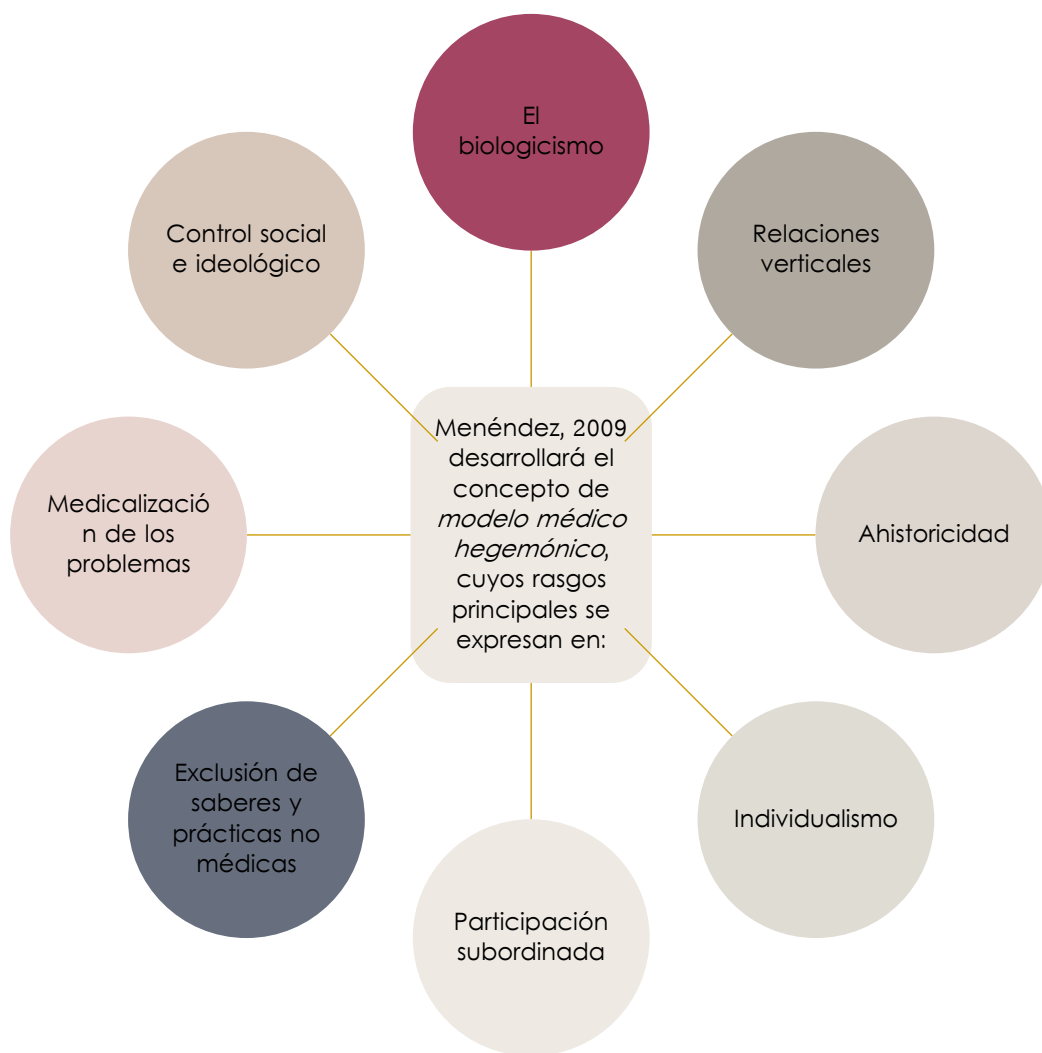 El
biologicismo
Relaciones
verticales
Ahistoricidad
Individualismo
Participación
subordinada
Exclusión de
saberes y
prácticas no
médicas
Medicalizació
n de los
problemas
Control social
e ideológico
Menéndez, 2009
desarrollará el
concepto de
modelo médico
hegemónico,
cuyos rasgos
principales se
expresan en: